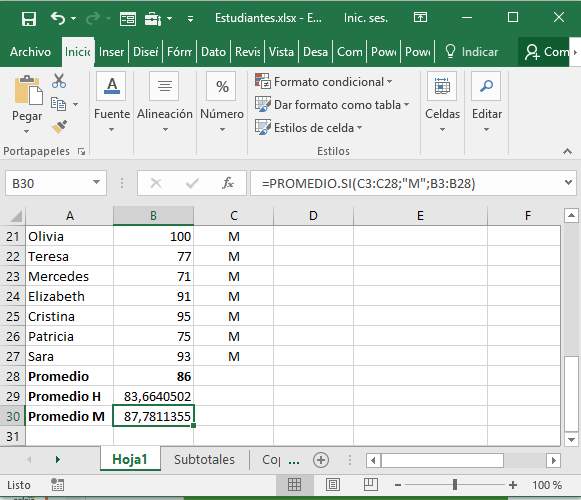 Estudiantes.xlsx - E... Inic. ses.
Archivo Inicio Inser Diseí Fórm Dato Revis Vista Desa Com Pow Powe Indicar Com
Pegar Fuente Alineación % Número Formato condicional Celdas Editar
Dar formato como tabla
Estilos de celda
Portapapeles Estilos
B30 fx =PROMEDIO.SI(C3:C28;"M";B3:B28)
A B C D E F
21 Olivia 100 M
22 Teresa 77 M
23 Mercedes 71 M
24 Elizabeth 91 M
25 Cristina 95 M
26 Patricia 75 M
27 Sara 93 M
28 Promedio 86
29 Promedio H 83,6640502
30 Promedio M 87,7811355
31
Hoja1 Subtotales Co ...
Listo 100 %